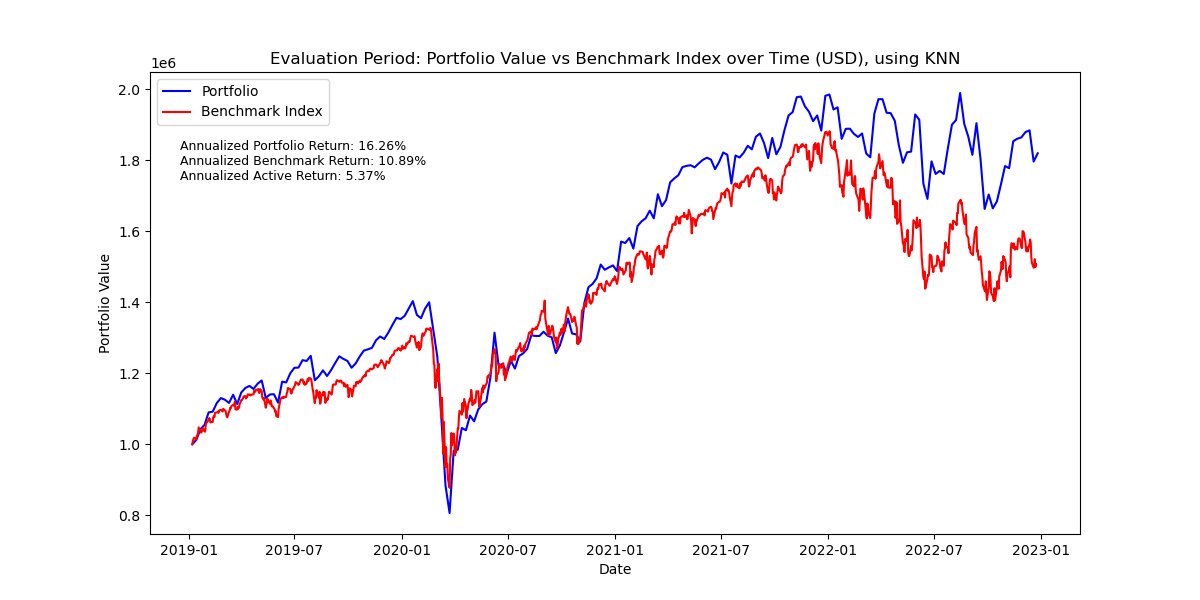 Evaluation Period: Portfolio Value vs Benchmark Index over Time (USD), using KNN
1e6
2.0
1.8
1.6
1.4
1.2
1.0
0.8
Portfolio Value
Portfolio
Benchmark Index
Annualized Portfolio Return: 16.26%
Annualized Benchmark Return: 10.89%
Annualized Active Return: 5.37%
2019-01 2019-07 2020-01 2020-07 2021-01 2021-07 2022-01 2022-07 2023-01
Date